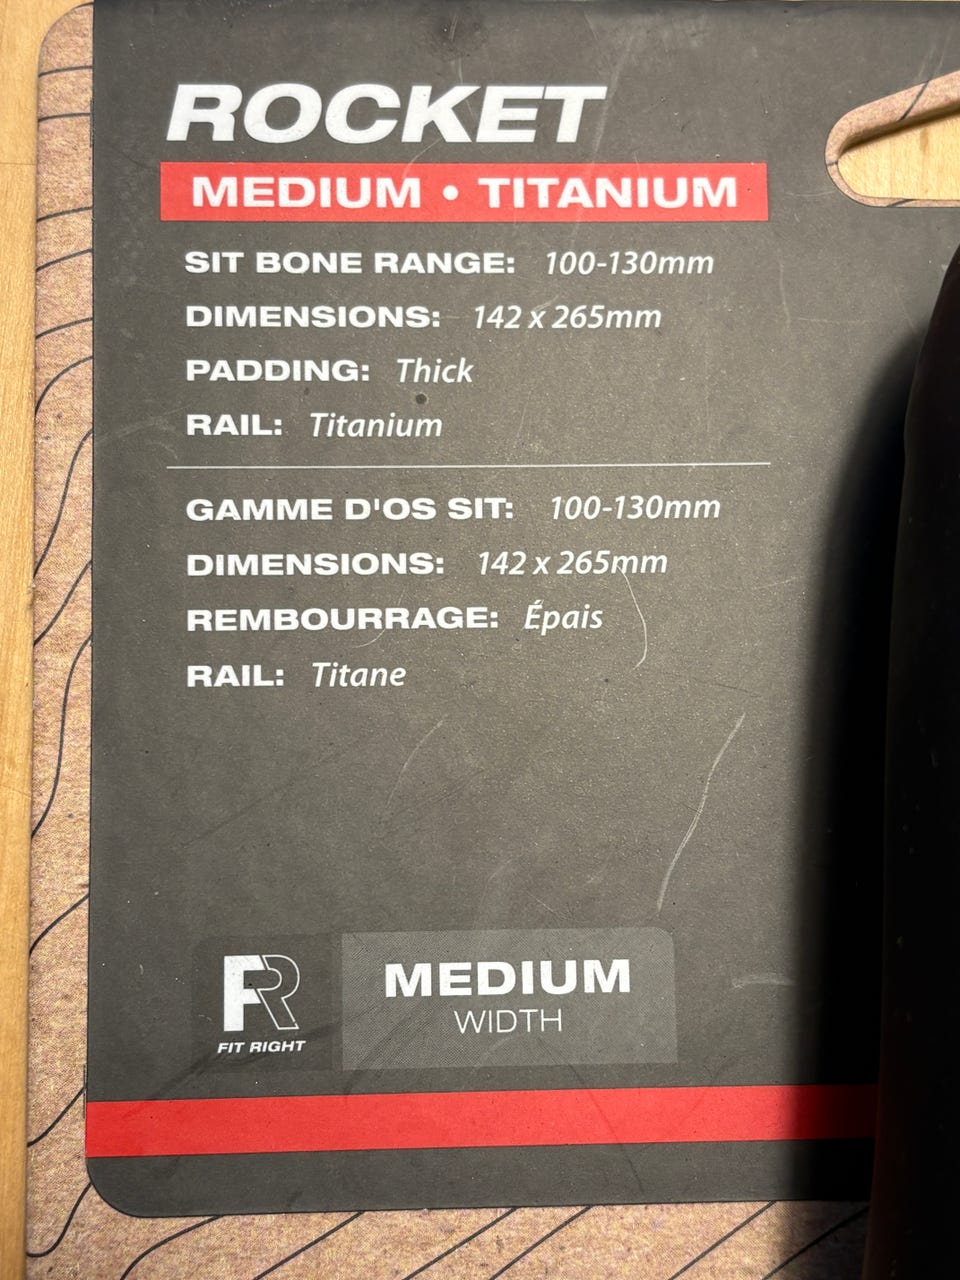 ROCKET
MEDIUM • TITANIUM
SIT BONE RANGE: 100-130mm
DIMENSIONS: 142 x 265mm
PADDING: Thick
RAIL: Titanium
GAMME D'OS SIT: 100-130mm
DIMENSIONS: 142 x 265mm
REMBOURRAGE: Épais
RAIL: Titane
FR
FIT RIGHT
MEDIUM
WIDTH